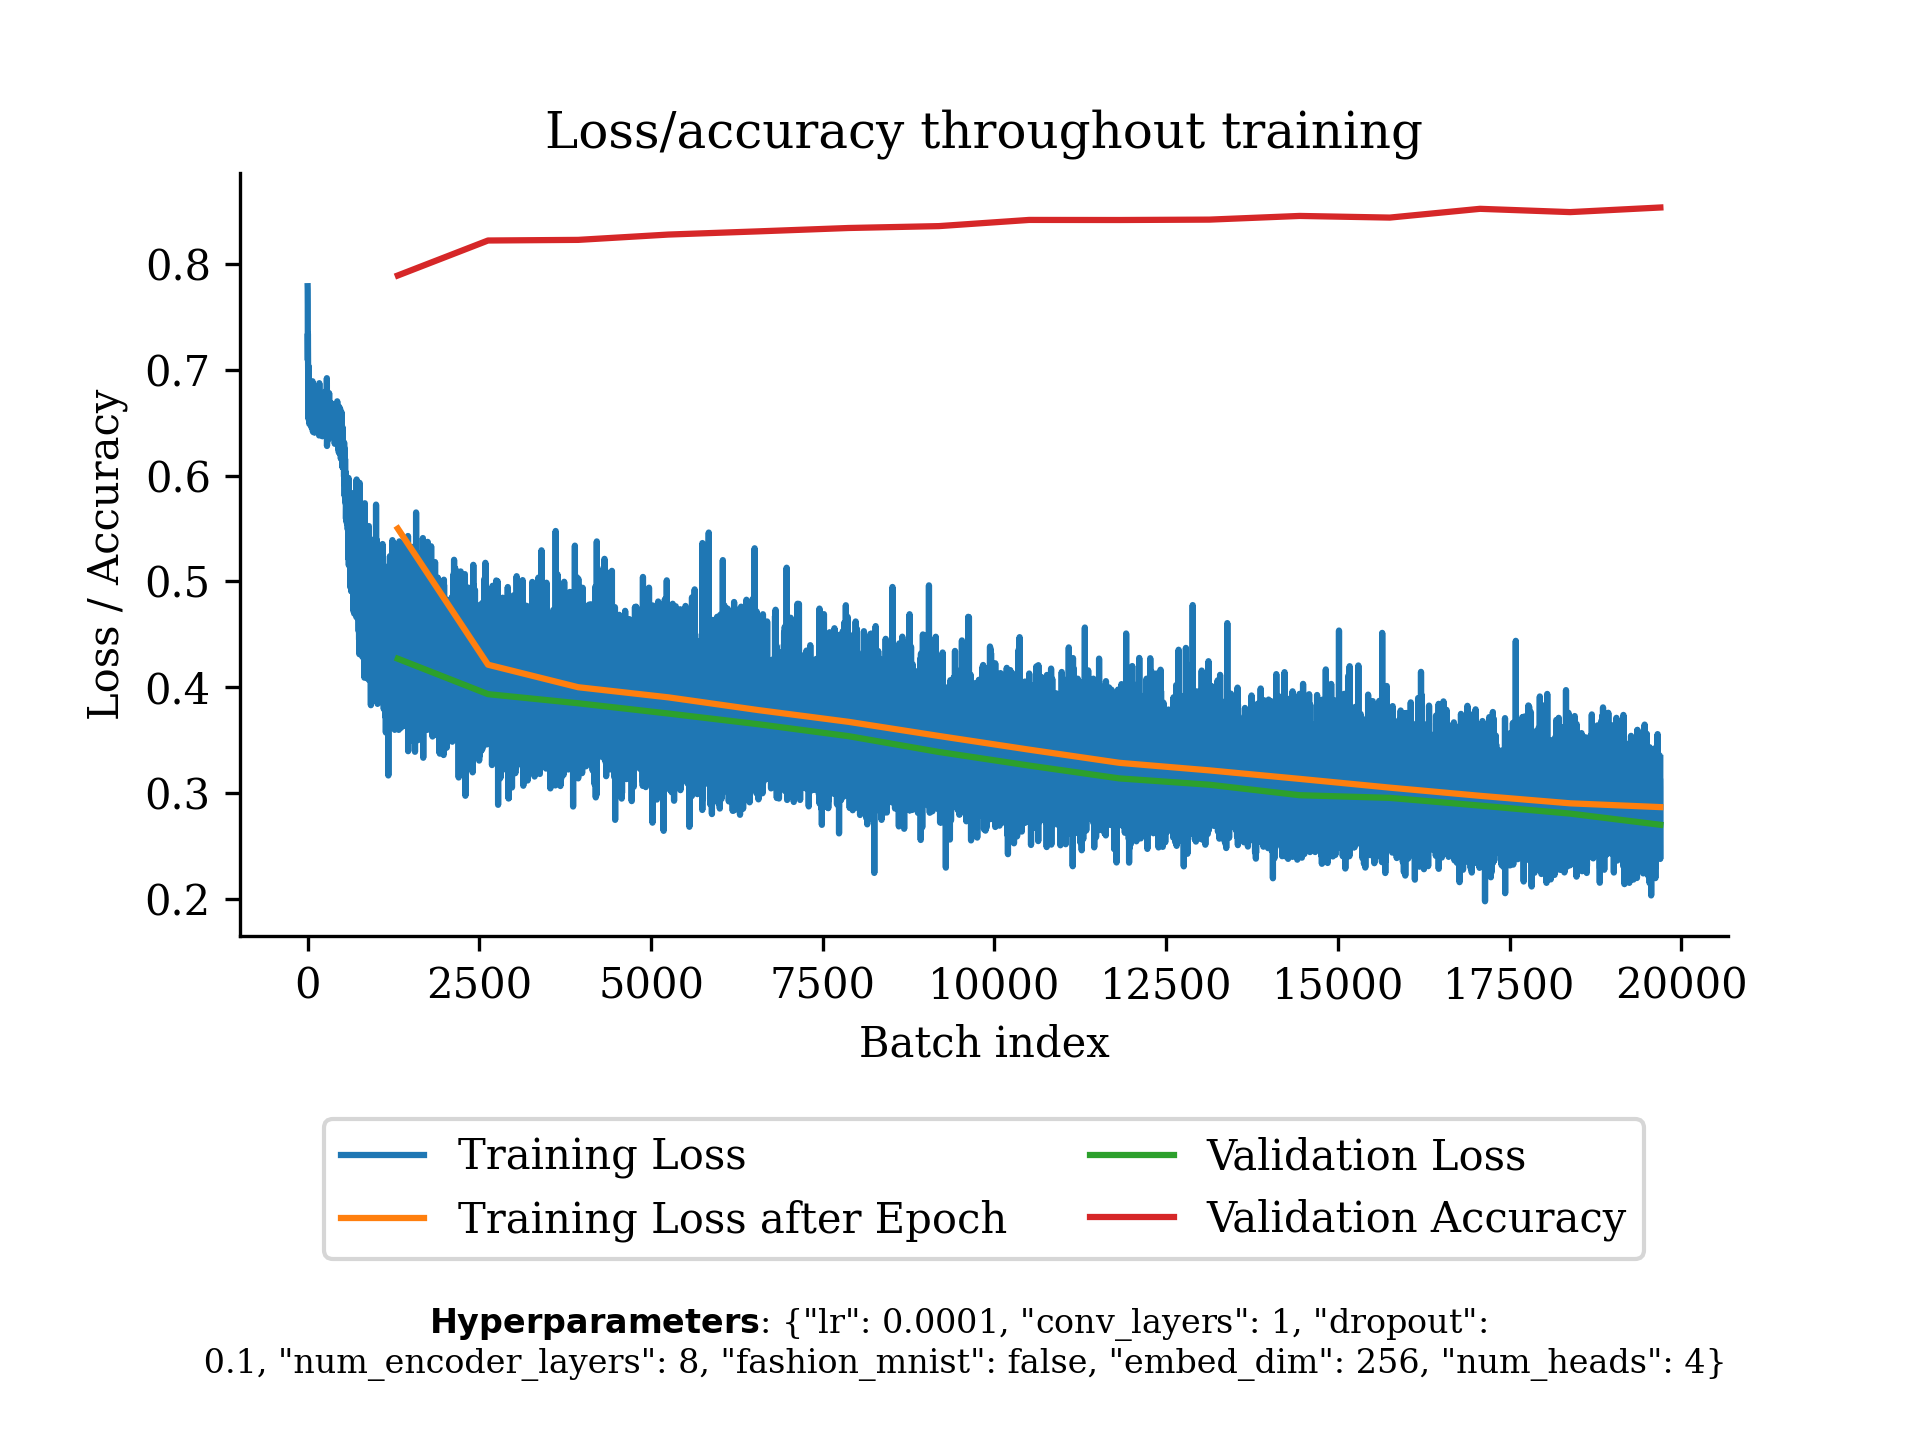 Loss/accuracy throughout training
Loss / Accuracy
0.8
0.7
0.6
0.5
0.4
0.3
0.2
0 2500 5000 7500 10000 12500 15000 17500 20000
Batch index
Training Loss
Training Loss after Epoch
Validation Loss
Validation Accuracy
Hyperparameters: {"lr": 0.0001, "conv_layers": 1, "dropout":
0.1, "num_encoder_layers": 8, "fashion_mnist": false, "embed_dim": 256, "num_heads": 4}